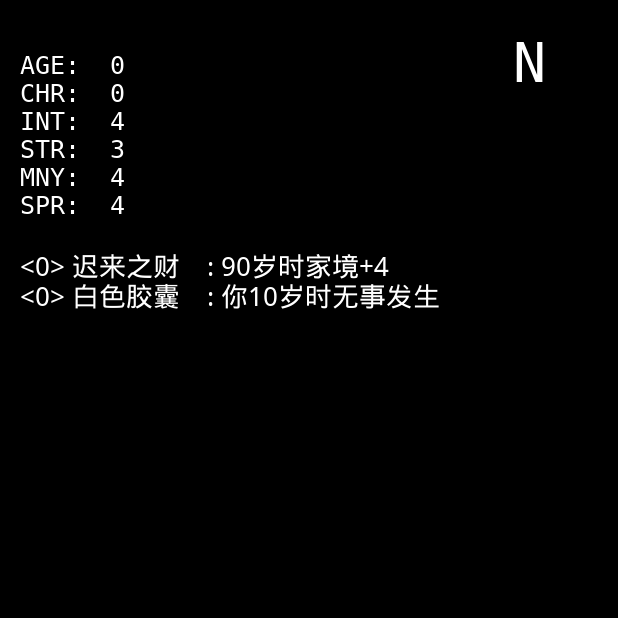 N
AGE: 0
CHR: 0
INT: 4
STR: 3
MNY: 4
SPR: 4
<0> 迟来之财 : 90岁时家境+4
<0> 白色胶囊 : 你10岁时无事发生